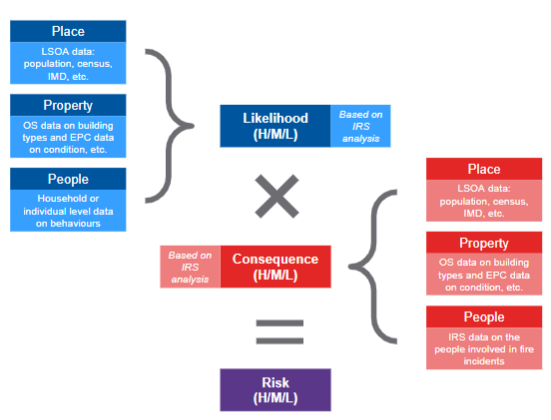 Place
LSOA data:
population, census,
IMD, etc.
Property
OS data on building
types and EPC data
on condition, etc.
People
Household or
individual level data
on behaviours
Likelihood
(H/M/L)
Based on
IRS
analysis
Based on
IRS
analysis
Consequence
(H/M/L)
Risk
(H/M/L)
Place
LSOA data:
population, census,
IMD, etc.
Property
OS data on building
types and EPC data
on condition, etc.
People
IRS data on the
people involved in fire
incidents